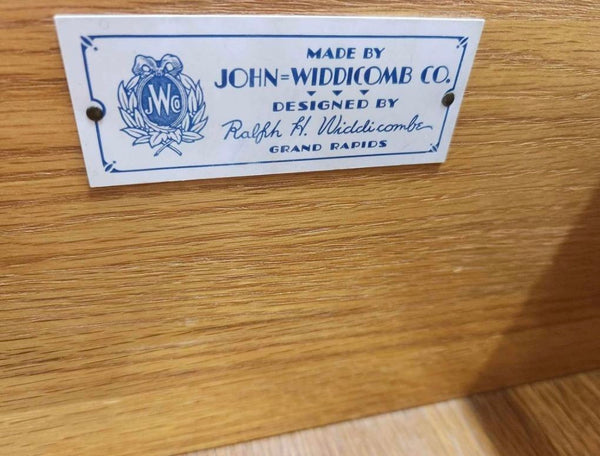 MADE BY
JOHN=WIDDICOMB CO.
DESIGNED BY
Ralph H. Widdicombe
GRAND RAPIDS
JWCo